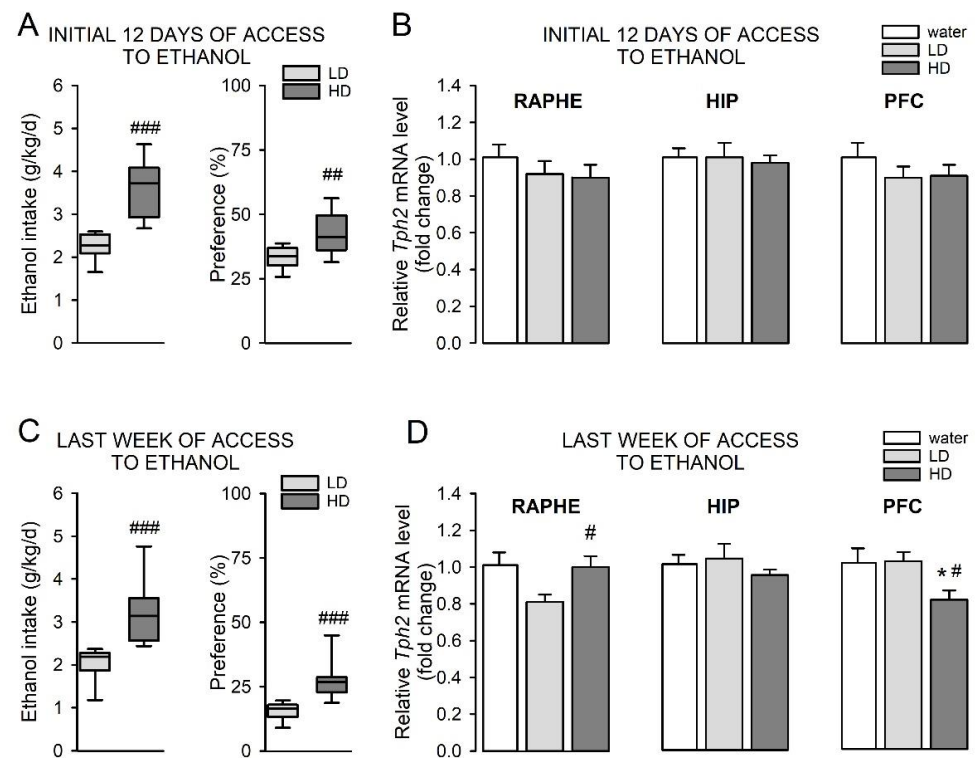 A
INITIAL 12 DAYS OF ACCESS
TO ETHANOL
LD
HD
Ethanol intake (g/kg/d)
6
5
4
3
2
1
0
###
Preference (%)
100
75
50
25
0
##
B
INITIAL 12 DAYS OF ACCESS
TO ETHANOL
water
LD
HD
Relative Tph2 mRNA level
(fold change)
1.4
1.2
1.0
0.8
0.6
0.4
0.2
0.0
RAPHE
HIP
PFC
C
LAST WEEK OF ACCESS
TO ETHANOL
LD
HD
Ethanol intake (g/kg/d)
6
5
4
3
2
1
0
###
Preference (%)
100
75
50
25
0
###
D
LAST WEEK OF ACCESS
TO ETHANOL
water
LD
HD
Relative Tph2 mRNA level
(fold change)
1.4
1.2
1.0
0.8
0.6
0.4
0.2
0.0
RAPHE
#
HIP
PFC
* #